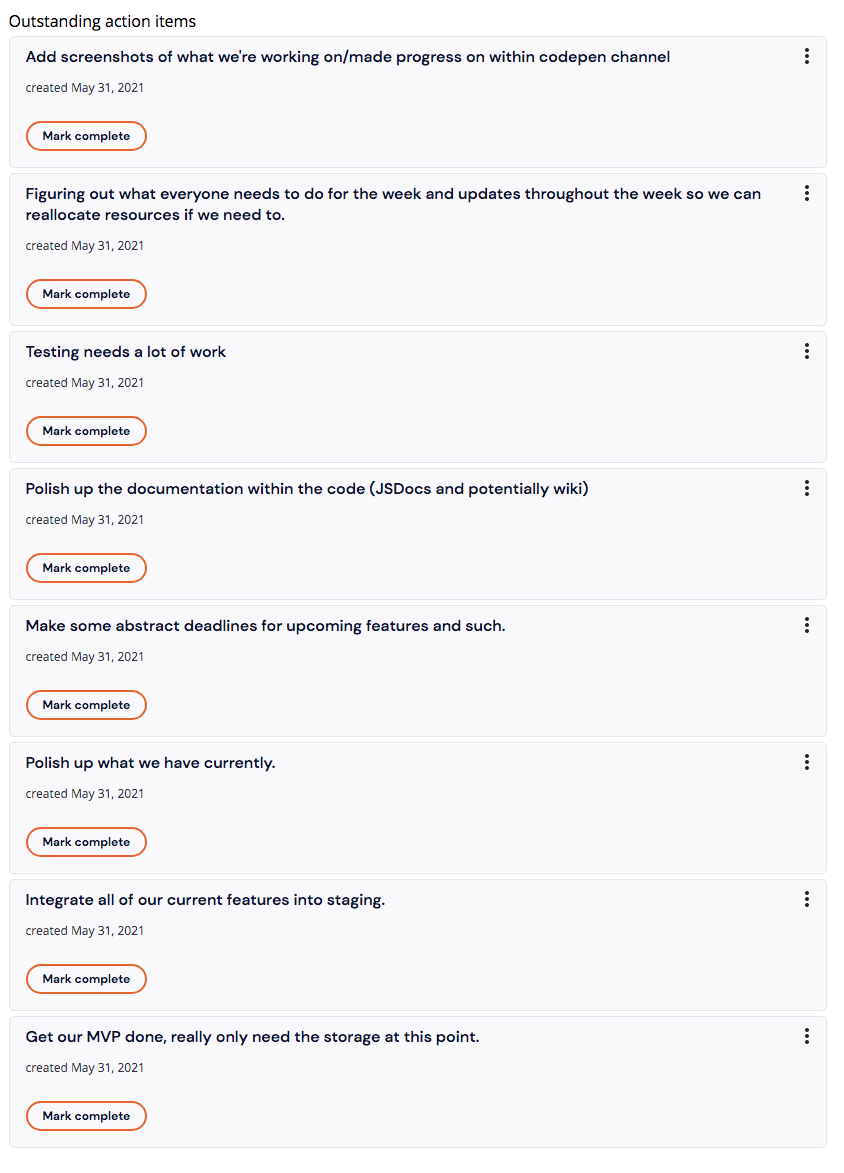 Outstanding action items
Add screenshots of what we're working on/made progress on within codepen channel
created May 31, 2021
Mark complete
Figuring out what everyone needs to do for the week and updates throughout the week so we can
reallocate resources if we need to.
created May 31, 2021
Mark complete
Testing needs a lot of work
created May 31, 2021
Mark complete
Polish up the documentation within the code (JSDocs and potentially wiki)
created May 31, 2021
Mark complete
Make some abstract deadlines for upcoming features and such.
created May 31, 2021
Mark complete
Polish up what we have currently.
created May 31, 2021
Mark complete
Integrate all of our current features into staging.
created May 31, 2021
Mark complete
Get our MVP done, really only need the storage at this point.
created May 31, 2021
Mark complete